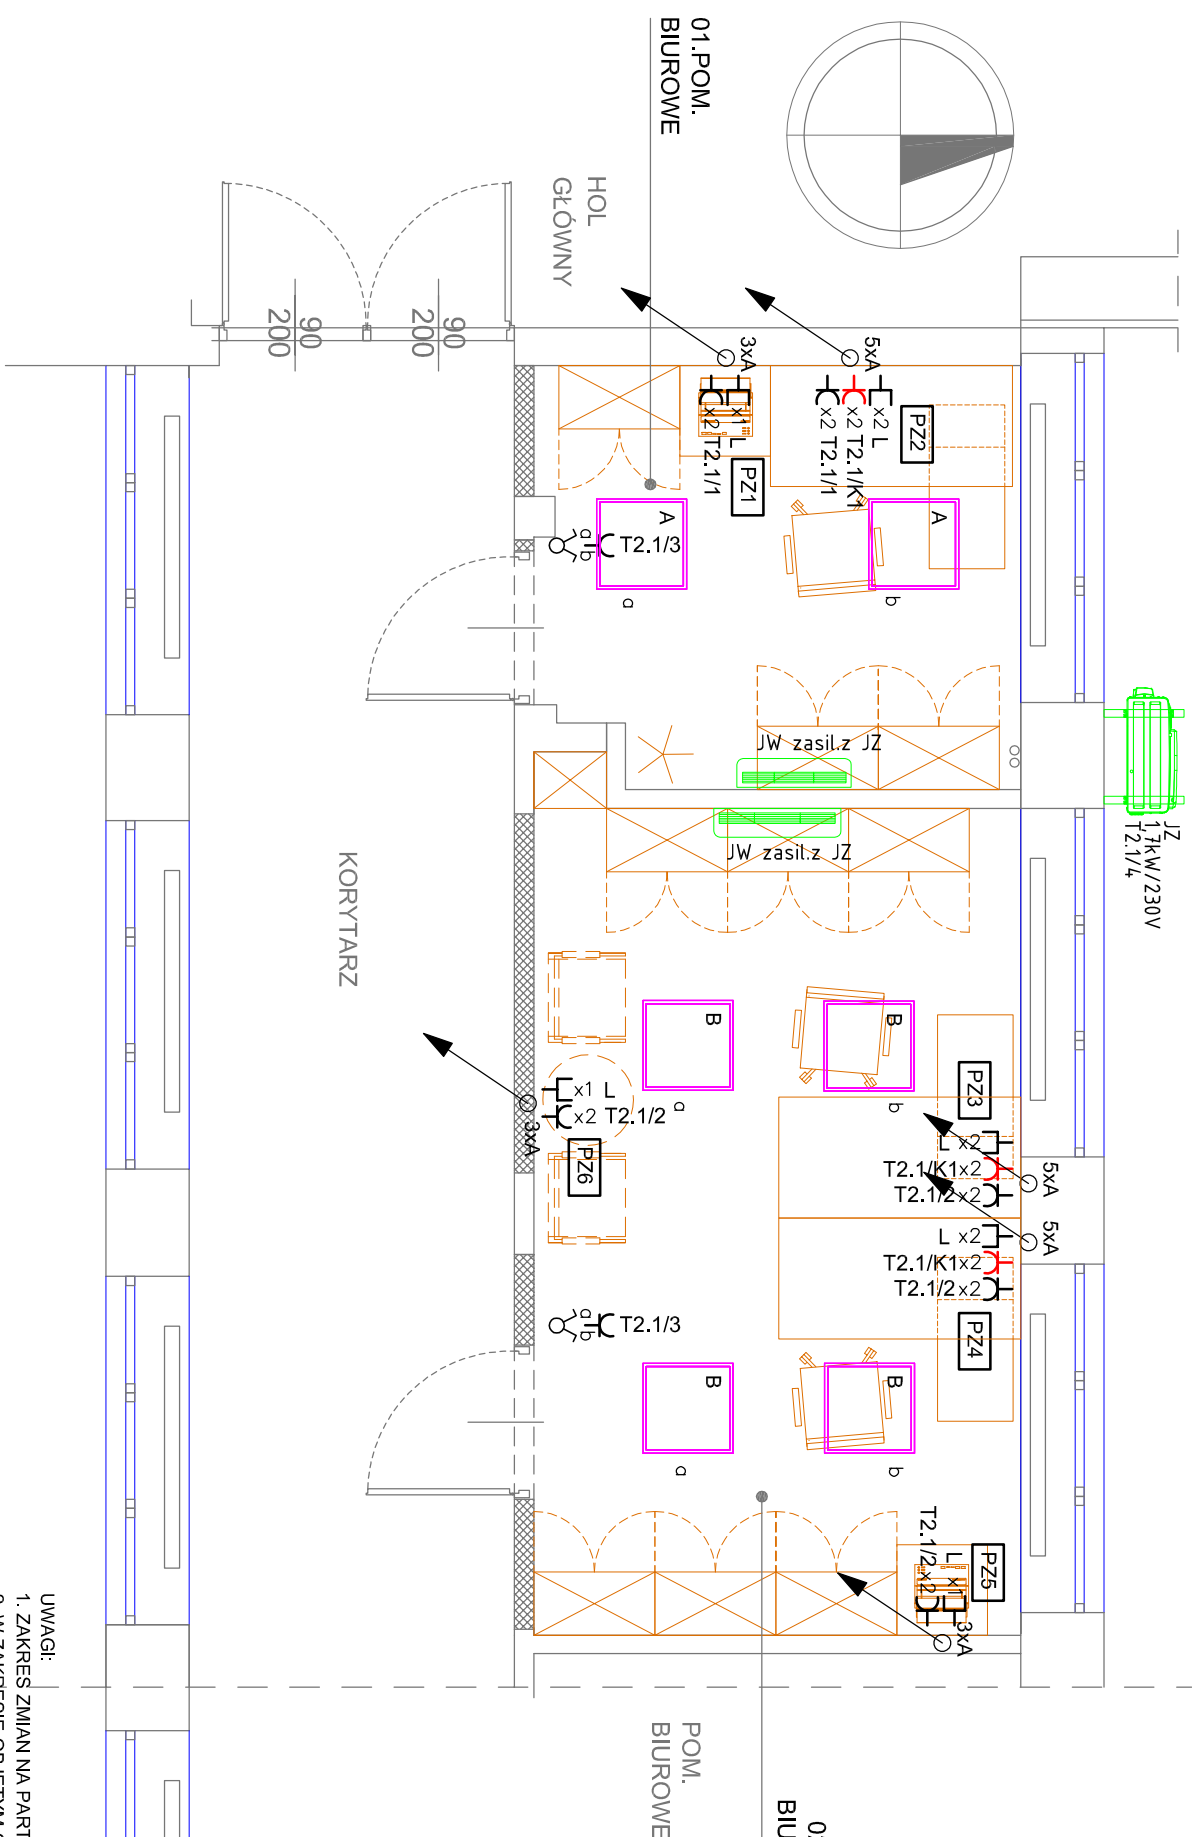 01.POM.
BIUROWE
HOL
GŁÓWNY
90
200
90
200
3xA
5xA
x1 L
x2 T2.1/1
PZ1
x2 L
x2 T2.1/K1
x2 T2.1/1
PZ2
A
a
A
b
a
b
T2.1/3
JW zasil.z JZ
JW zasil.z JZ
JZ
1,7kW/230V
T2.1/4
KORYTARZ
B
a
B
b
PZ3
L x2
T2.1/K1x2
T2.1/2x2
5xA
x1 L
x2 T2.1/2
3xA
PZ6
5xA
L x2
T2.1/K1x2
T2.1/2x2
PZ4
a
b
T2.1/3
B
a
B
b
T2.1/2 x2
L x1
PZ5
3xA
POM.
BIUROWE
BIU
UWAGI:
1. ZAKRES ZMIAN NA PART